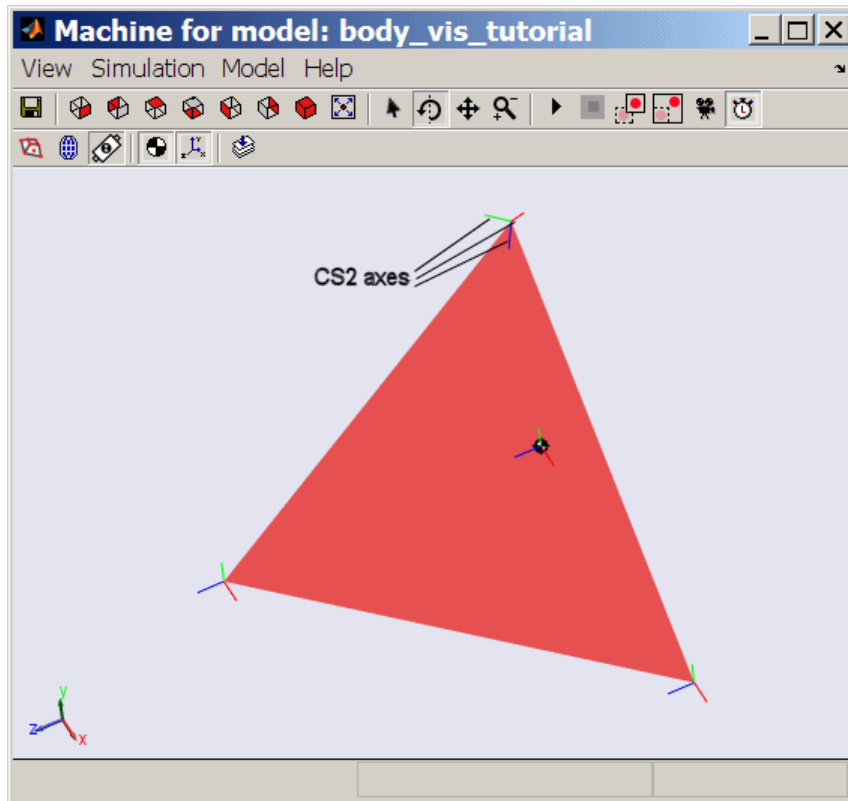 Machine for model: body_vis_tutorial
View Simulation Model Help
CS2 axes
y
z
x